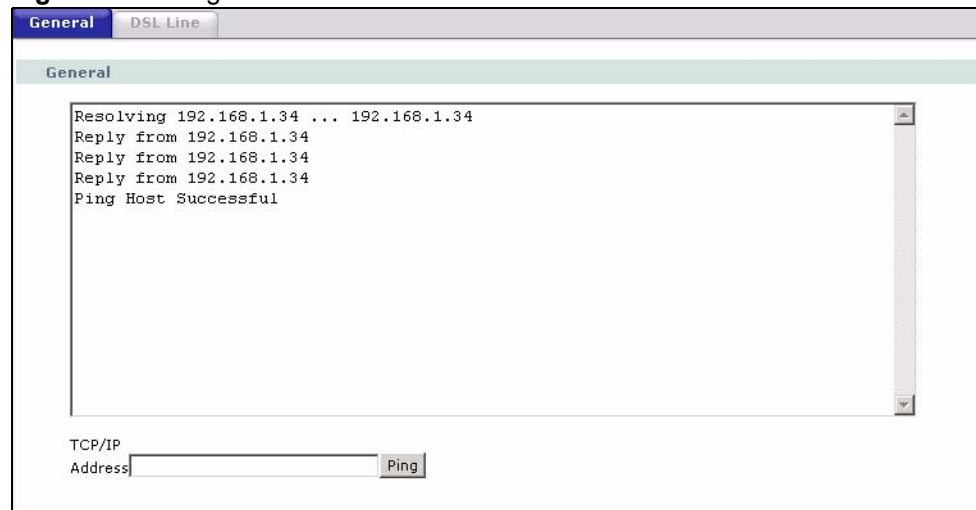 General DSL Line
General
Resolving 192.168.1.34 ... 192.168.1.34
Reply from 192.168.1.34
Reply from 192.168.1.34
Reply from 192.168.1.34
Ping Host Successful
TCP/IP
Address Ping